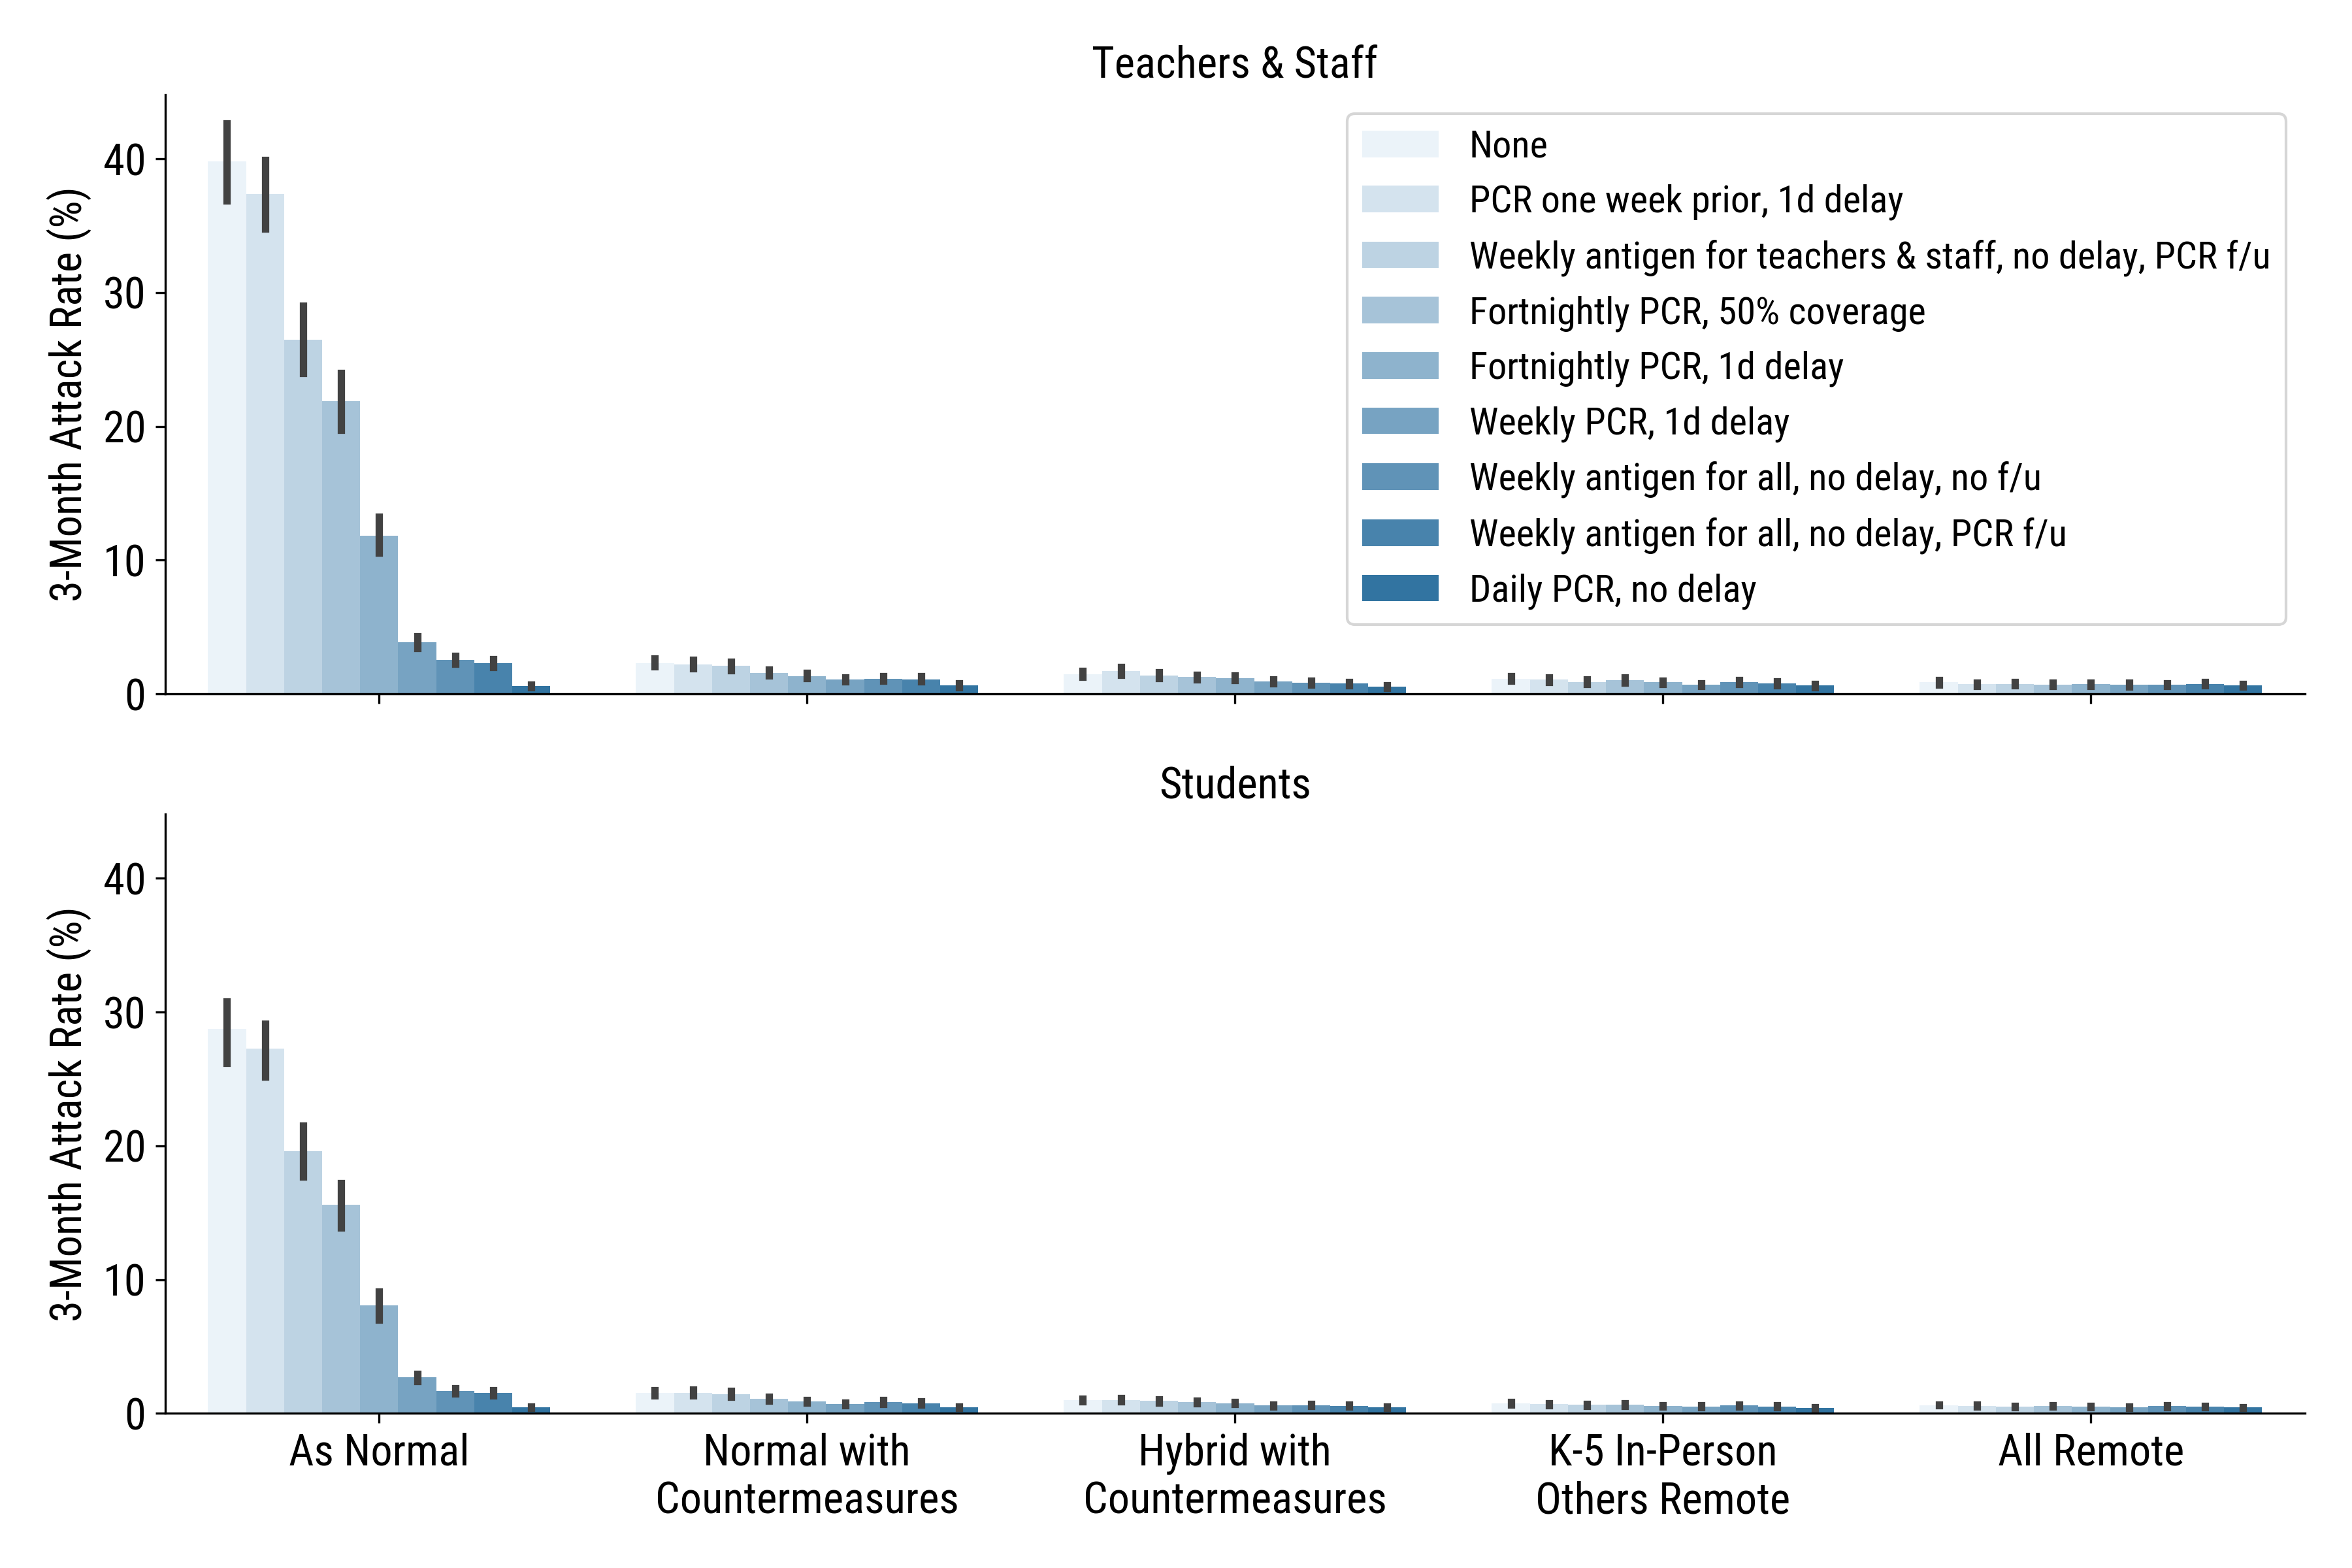 Teachers & Staff
3-Month Attack Rate (%)
40
30
20
10
0
None
PCR one week prior, 1d delay
Weekly antigen for teachers & staff, no delay, PCR f/u
Fortnightly PCR, 50% coverage
Fortnightly PCR, 1d delay
Weekly PCR, 1d delay
Weekly antigen for all, no delay, no f/u
Weekly antigen for all, no delay, PCR f/u
Daily PCR, no delay
Students
3-Month Attack Rate (%)
40
30
20
10
0
As Normal
Normal with
Countermeasures
Hybrid with
Countermeasures
K-5 In-Person
Others Remote
All Remote